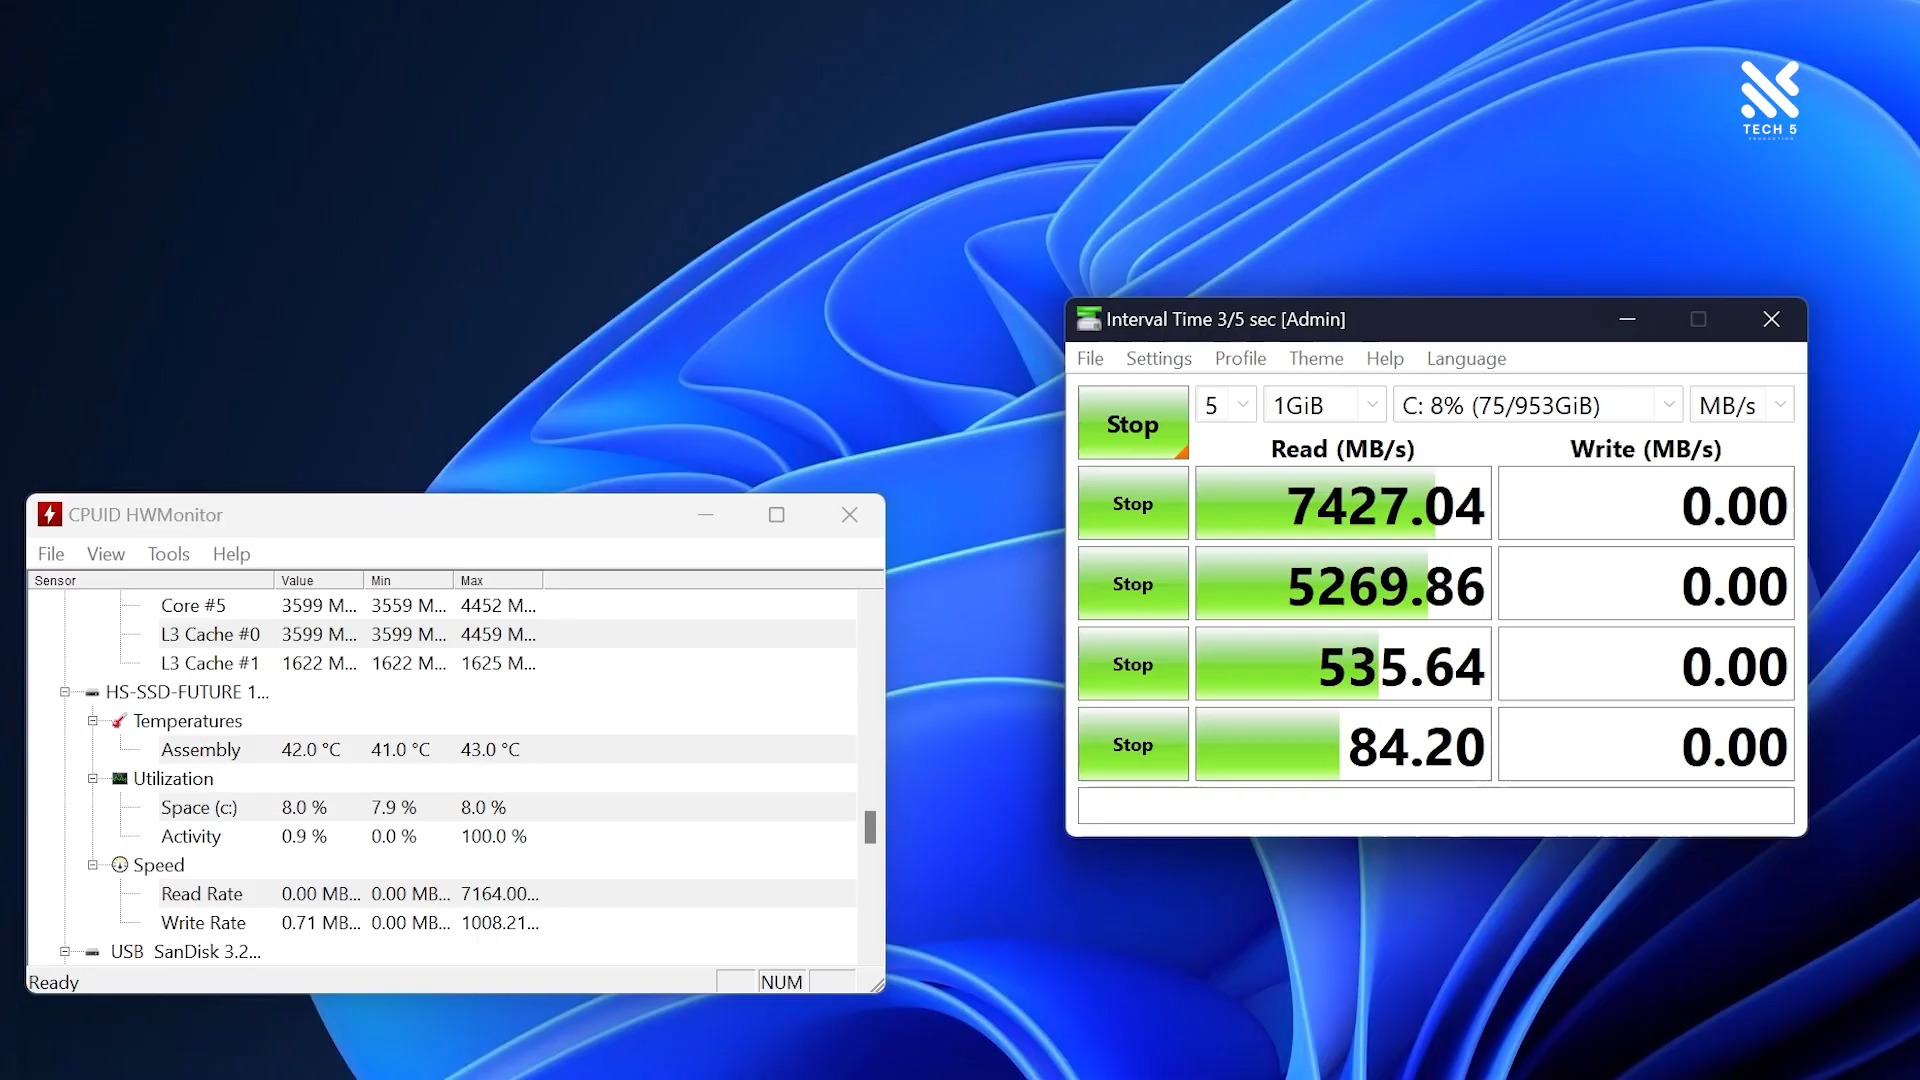 TECH 5
PRODUCTION
Interval Time 3/5 sec [Admin]
File Settings Profile Theme Help Language
Stop 5 1GiB C: 8% (75/953GiB) MB/s
Read (MB/s) Write (MB/s)
Stop 7427.04 0.00
Stop 5269.86 0.00
Stop 535.64 0.00
Stop 84.20 0.00
CPUID HWMonitor
File View Tools Help
Sensor Value Min Max
Core #5 3599 M... 3559 M... 4452 M...
L3 Cache #0 3599 M... 3599 M... 4459 M...
L3 Cache #1 1622 M... 1622 M... 1625 M...
HS-SSD-FUTURE 1...
Temperatures
Assembly 42.0 °C 41.0 °C 43.0 °C
Utilization
Space (c:) 8.0 % 7.9 % 8.0 %
Activity 0.9 % 0.0 % 100.0 %
Speed
Read Rate 0.00 MB... 0.00 MB... 7164.00...
Write Rate 0.71 MB... 0.00 MB... 1008.21...
USB SanDisk 3.2...
Ready NUM